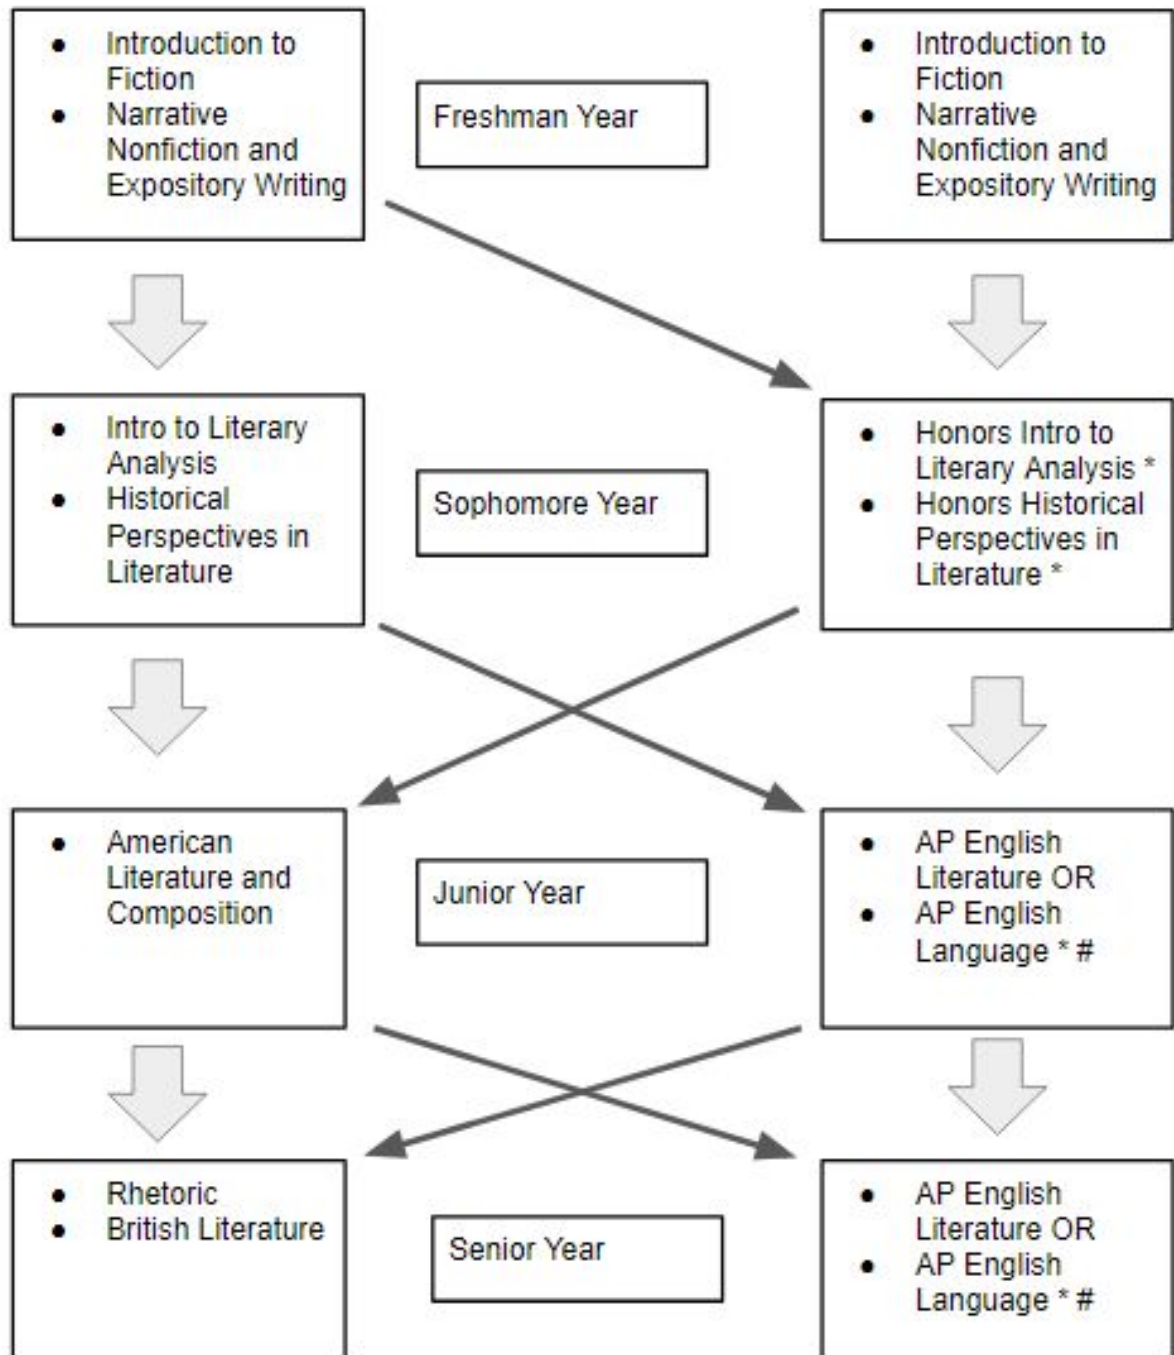 ● Introduction to
Fiction
● Narrative
Nonfiction and
Expository Writing
Freshman Year
● Introduction to
Fiction
● Narrative
Nonfiction and
Expository Writing
● Intro to Literary
Analysis
● Historical
Perspectives in
Literature
Sophomore Year
● Honors Intro to
Literary Analysis *
● Honors Historical
Perspectives in
Literature *
● American
Literature and
Composition
Junior Year
● AP English
Literature OR
● AP English
Language * #
● Rhetoric
● British Literature
Senior Year
● AP English
Literature OR
● AP English
Language * #